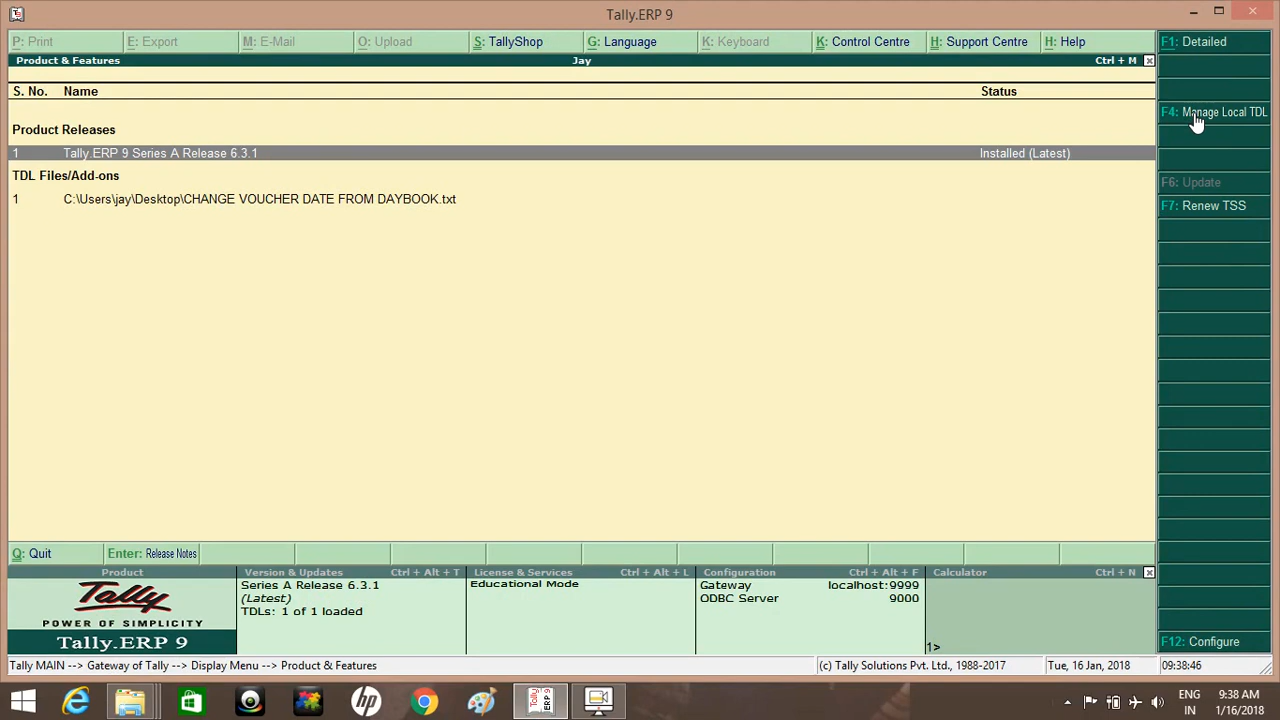 Tally.ERP 9
P: Print E: Export M: E-Mail O: Upload S: TallyShop G: Language K: Keyboard K: Control Centre H: Support Centre H: Help
F1: Detailed
Product & Features Jay Ctrl + M
S. No. Name Status
F4: Manage Local TDL
Product Releases
1 Tally.ERP 9 Series A Release 6.3.1 Installed (Latest)
TDL Files/Add-ons
F6: Update
1 C:\Users\jay\Desktop\CHANGE VOUCHER DATE FROM DAYBOOK.txt
F7: Renew TSS
Q: Quit Enter: Release Notes
Product Version & Updates Ctrl + Alt + T License & Services Ctrl + Alt + L Configuration Ctrl + Alt + F Calculator Ctrl + N
Series A Release 6.3.1 Educational Mode Gateway localhost:9999
(Latest) ODBC Server 9000
TDLs: 1 of 1 loaded
Tally
POWER OF SIMPLICITY
Tally.ERP 9
1>
F12: Configure
Tally MAIN --> Gateway of Tally --> Display Menu --> Product & Features (c) Tally Solutions Pvt. Ltd., 1988-2017 Tue, 16 Jan, 2018 09:38:46
hp
Tally
ERP 9
ENG 9:38 AM
IN 1/16/2018